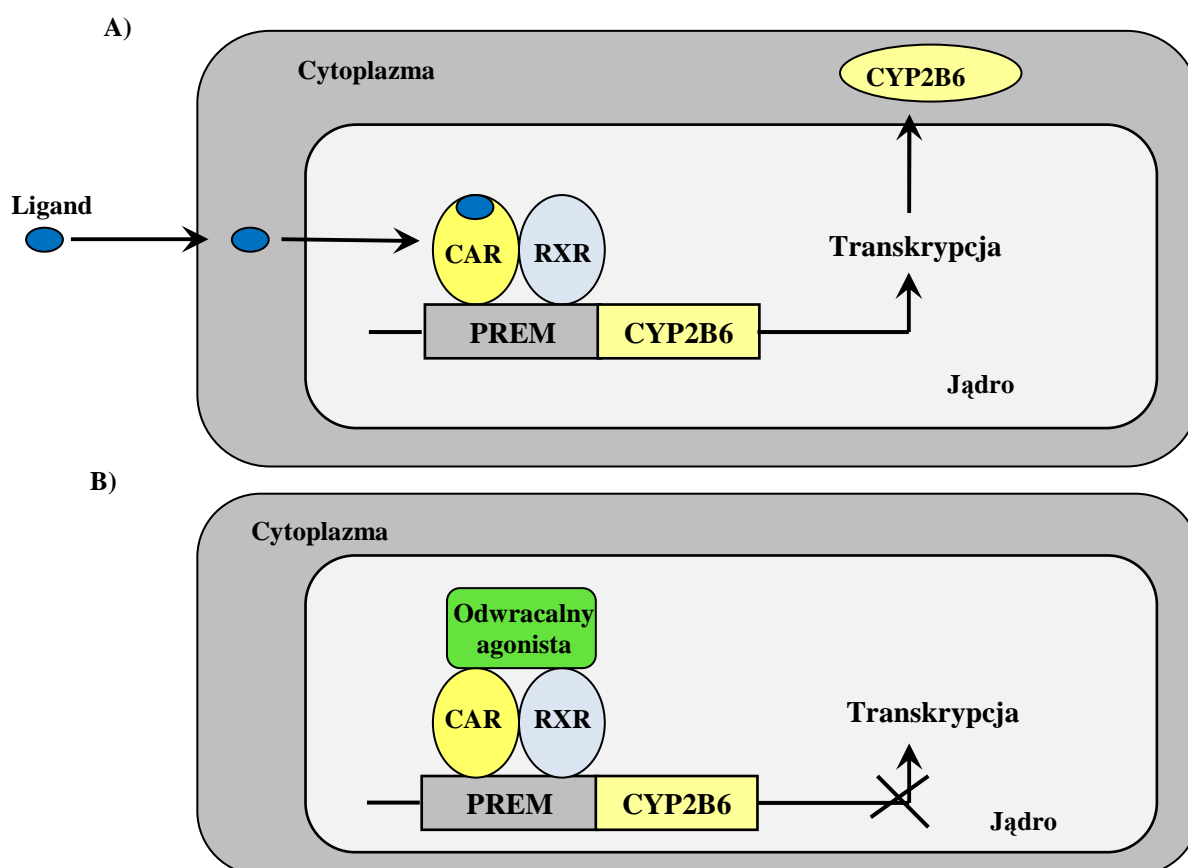 A)
Cytoplazma
CYP2B6
Ligand
CAR
RXR
Transkrypcja
PREM
CYP2B6
Jądro
B)
Cytoplazma
Odwracalny
agonista
CAR
RXR
Transkrypcja
PREM
CYP2B6
Jądro